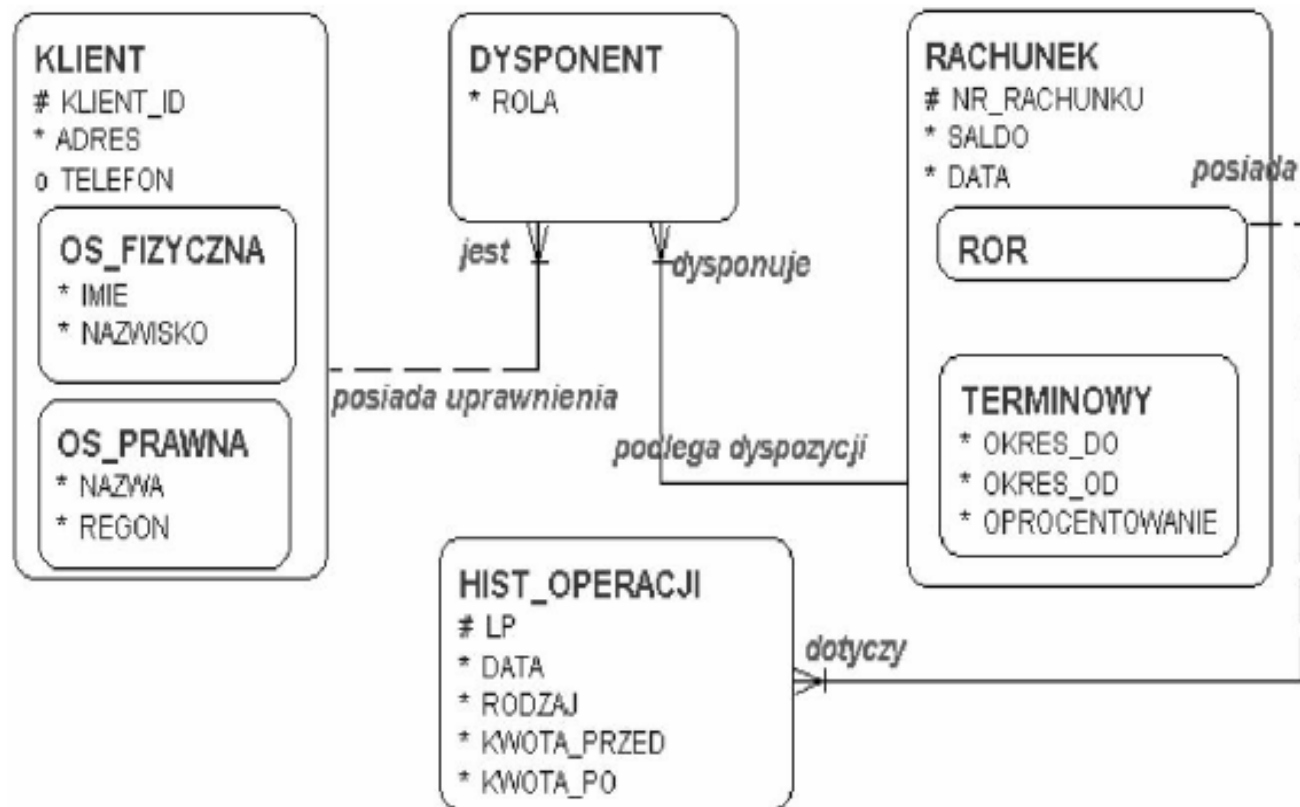 KLIENT
# KLIENT_ID
* ADRES
o TELEFON
OS_FIZYCZNA
* IMIE
* NAZWISKO
OS_PRAWNA
* NAZWA
* REGON
DYSPONENT
* ROLA
jest
dysponuje
posiada uprawnienia
podlega dyspozycji
RACHUNEK
# NR_RACHUNKU
* SALDO
* DATA
posiada
ROR
TERMINOWY
* OKRES_DO
* OKRES_OD
* OPROCENTOWANIE
HIST_OPERACJI
# LP
* DATA
* RODZAJ
* KWOTA_PRZED
* KWOTA_PO
dotyczy